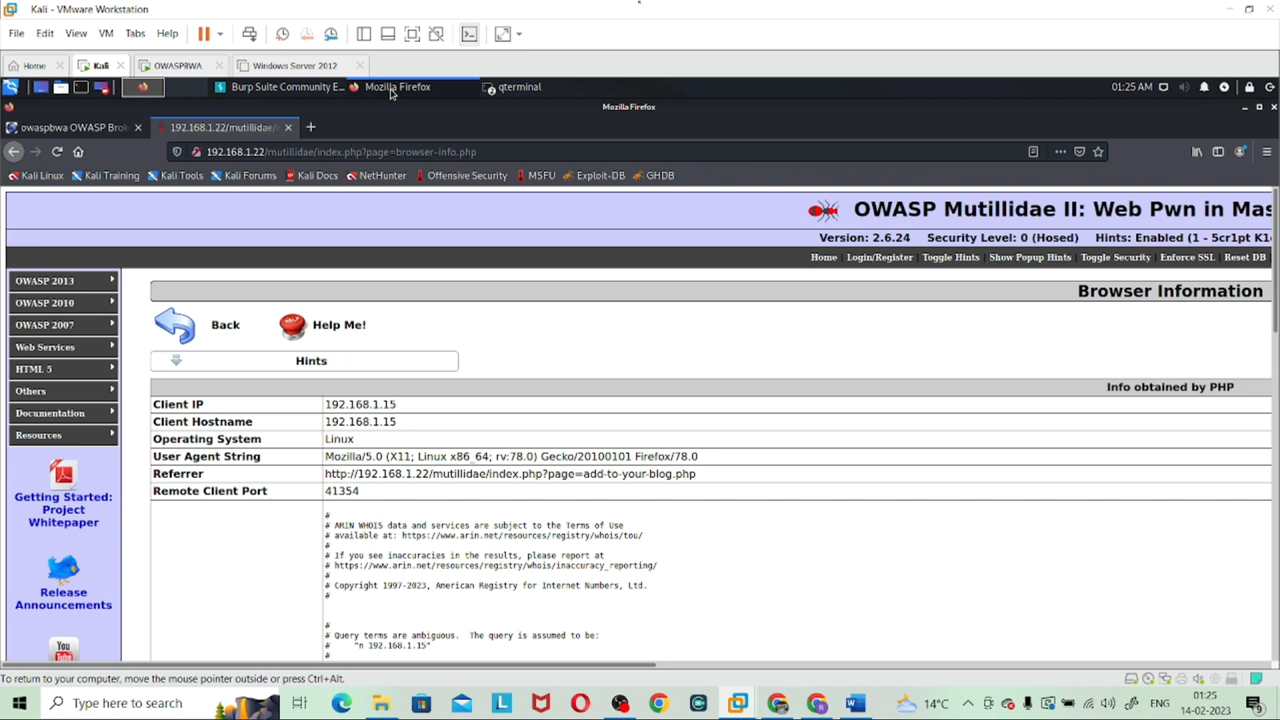 Kali - VMware Workstation
File Edit View VM Tabs Help
Home Kali OWASPBWA Windows Server 2012
Burp Suite Community E... Mozilla Firefox qterminal 01:25 AM
Mozilla Firefox
owaspbwa OWASP Brok 192.168.1.22/mutillidae/i
192.168.1.22/mutillidae/index.php?page=browser-info.php
Kali Linux Kali Training Kali Tools Kali Forums Kali Docs NetHunter Offensive Security MSFU Exploit-DB GHDB
OWASP Mutillidae II: Web Pwn in Mas
Version: 2.6.24 Security Level: 0 (Hosed) Hints: Enabled (1 - 5cr1pt K1
Home Login/Register Toggle Hints Show Popup Hints Toggle Security Enforce SSL Reset DB
OWASP 2013
OWASP 2010
OWASP 2007
Web Services
HTML 5
Others
Documentation
Resources
Getting Started:
Project
Whitepaper
Release
Announcements
You
Tube
Browser Information
Back HELP Help Me!
Hints
Info obtained by PHP
Client IP 192.168.1.15
Client Hostname 192.168.1.15
Operating System Linux
User Agent String Mozilla/5.0 (X11; Linux x86_64; rv:78.0) Gecko/20100101 Firefox/78.0
Referrer http://192.168.1.22/mutillidae/index.php?page=add-to-your-blog.php
Remote Client Port 41354
#
# ARIN WHOIS data and services are subject to the Terms of Use
# available at: https://www.arin.net/resources/registry/whois/tou/
#
# If you see inaccuracies in the results, please report at
# https://www.arin.net/resources/registry/whois/inaccuracy_reporting/
#
# Copyright 1997-2023, American Registry for Internet Numbers, Ltd.
#
#
# Query terms are ambiguous. The query is assumed to be:
# "n 192.168.1.15"
#
To return to your computer, move the mouse pointer outside or press Ctrl+Alt.
Type here to search 14°C ENG 01:25
14-02-2023